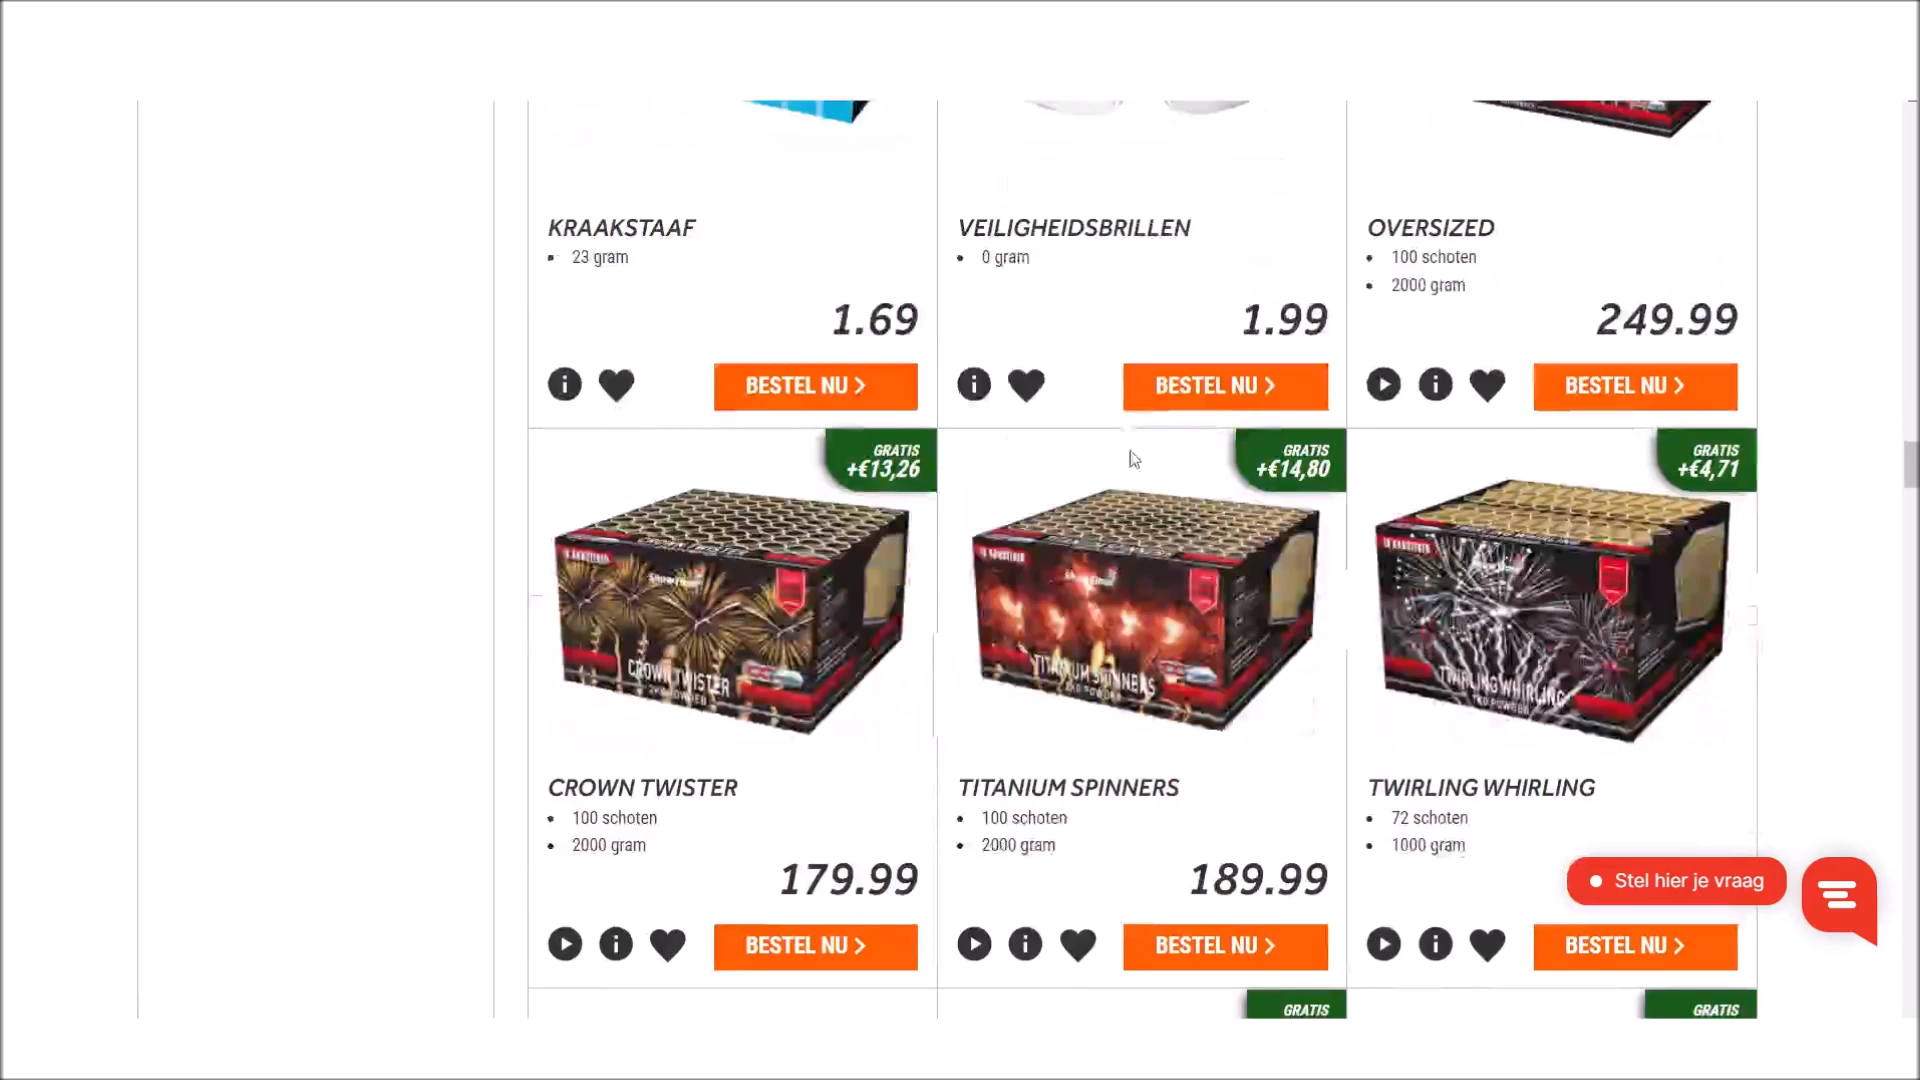 KRAAKSTAAF
23 gram
1.69
BESTEL NU
VEILIGHEIDSBRILLEN
0 gram
1.99
BESTEL NU
OVERSIZED
100 schoten
2000 gram
249.99
BESTEL NU
GRATIS
+€13,26
CROWN TWISTER
CROWN TWISTER
100 schoten
2000 gram
179.99
BESTEL NU
GRATIS
+€14,80
TITANIUM SPINNERS
TITANIUM SPINNERS
100 schoten
2000 gram
189.99
BESTEL NU
GRATIS
+€4,71
TWIRLING WHIRLING
TWIRLING WHIRLING
72 schoten
1000 gram
BESTEL NU
Stel hier je vraag
GRATIS
GRATIS